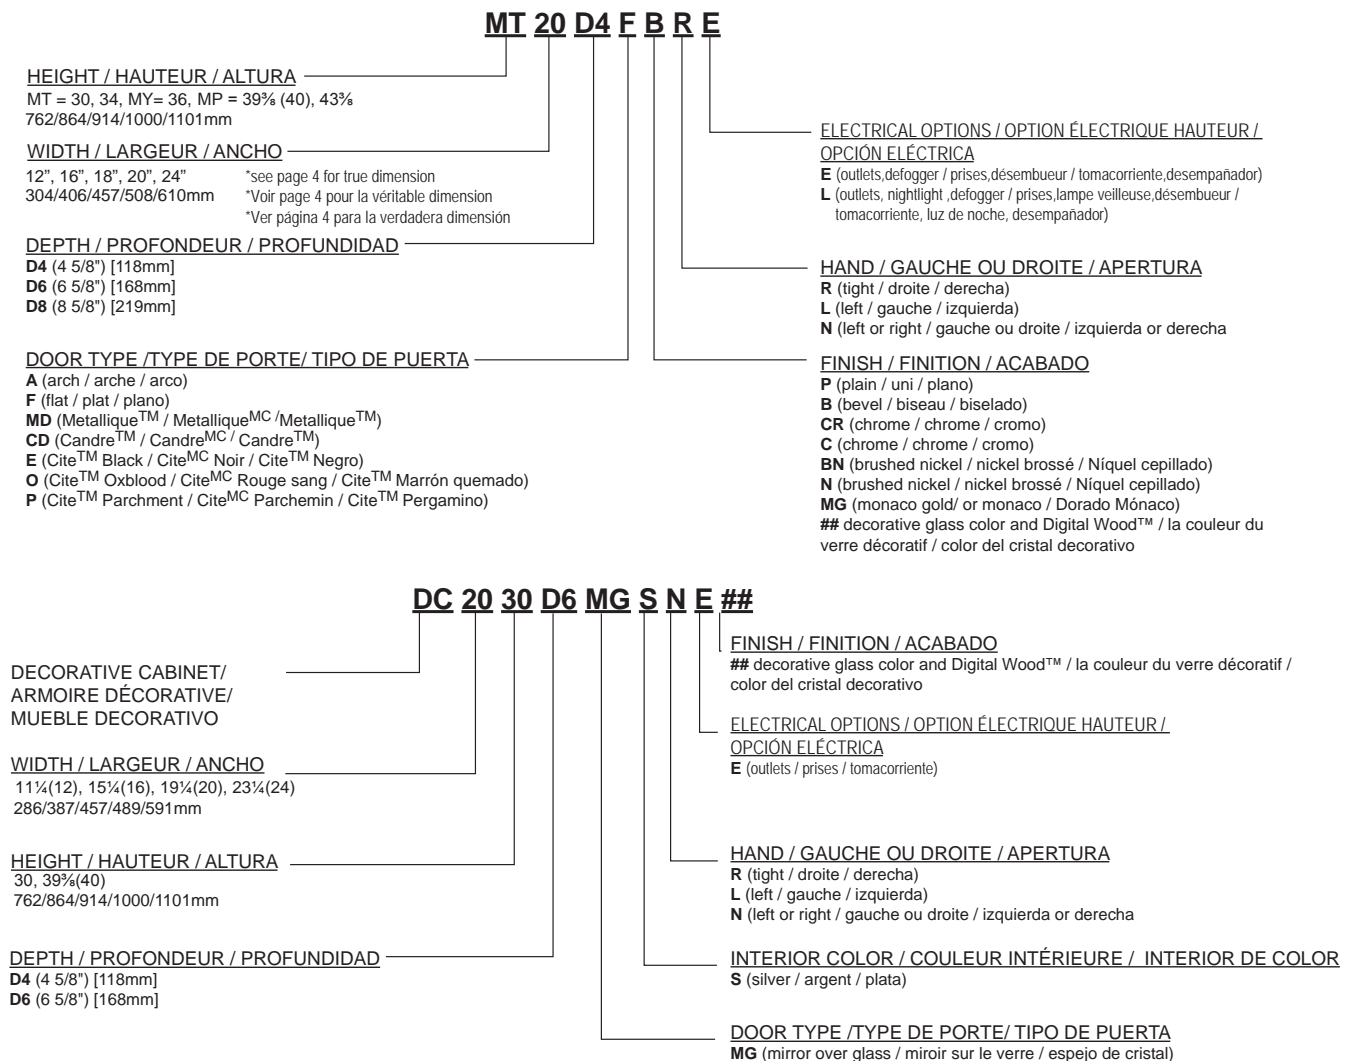 MT 20 D4 F B R E
HEIGHT / HAUTEUR / ALTURA
MT = 30, 34, MY= 36, MP = 39⅜ (40), 43⅜
762/864/914/1000/1101mm
WIDTH / LARGEUR / ANCHO
12”, 16”, 18”, 20”, 24”
304/406/457/508/610mm
*see page 4 for true dimension
*Voir page 4 pour la véritable dimension
*Ver página 4 para la verdadera dimensión
DEPTH / PROFONDEUR / PROFUNDIDAD
D4 (4 5/8") [118mm]
D6 (6 5/8") [168mm]
D8 (8 5/8") [219mm]
DOOR TYPE /TYPE DE PORTE/ TIPO DE PUERTA
A (arch / arche / arco)
F (flat / plat / plano)
MD (Metallique™ / MetalliqueMC /Metallique™)
CD (Candre™ / CandreMC / Candre™)
E (Cite™ Black / CiteMC Noir / Cite™ Negro)
O (Cite™ Oxblood / CiteMC Rouge sang / Cite™ Marrón quemado)
P (Cite™ Parchment / CiteMC Parchemin / Cite™ Pergamino)
ELECTRICAL OPTIONS / OPTION ÉLECTRIQUE HAUTEUR /
OPCIÓN ELÉCTRICA
E (outlets,defogger / prises,désembueur / tomacorriente,desempañador)
L (outlets, nightlight ,defogger / prises,lampe veilleuse,désembueur /
tomacorriente, luz de noche, desempañador)
HAND / GAUCHE OU DROITE / APERTURA
R (tight / droite / derecha)
L (left / gauche / izquierda)
N (left or right / gauche ou droite / izquierda or derecha
FINISH / FINITION / ACABADO
P (plain / uni / plano)
B (bevel / biseau / biselado)
CR (chrome / chrome / cromo)
C (chrome / chrome / cromo)
BN (brushed nickel / nickel brossé / Níquel cepillado)
N (brushed nickel / nickel brossé / Níquel cepillado)
MG (monaco gold/ or monaco / Dorado Mónaco)
## decorative glass color and Digital Wood™ / la couleur du
verre décoratif / color del cristal decorativo
DC 20 30 D6 MG S N E ##
DECORATIVE CABINET/
ARMOIRE DÉCORATIVE/
MUEBLE DECORATIVO
WIDTH / LARGEUR / ANCHO
11¼(12), 15¼(16), 19¼(20), 23¼(24)
286/387/457/489/591mm
HEIGHT / HAUTEUR / ALTURA
30, 39⅜(40)
762/864/914/1000/1101mm
DEPTH / PROFONDEUR / PROFUNDIDAD
D4 (4 5/8") [118mm]
D6 (6 5/8") [168mm]
FINISH / FINITION / ACABADO
## decorative glass color and Digital Wood™ / la couleur du verre décoratif /
color del cristal decorativo
ELECTRICAL OPTIONS / OPTION ÉLECTRIQUE HAUTEUR /
OPCIÓN ELÉCTRICA
E (outlets / prises / tomacorriente)
HAND / GAUCHE OU DROITE / APERTURA
R (tight / droite / derecha)
L (left / gauche / izquierda)
N (left or right / gauche ou droite / izquierda or derecha
INTERIOR COLOR / COULEUR INTÉRIEURE / INTERIOR DE COLOR
S (silver / argent / plata)
DOOR TYPE /TYPE DE PORTE/ TIPO DE PUERTA
MG (mirror over glass / miroir sur le verre / espejo de cristal)